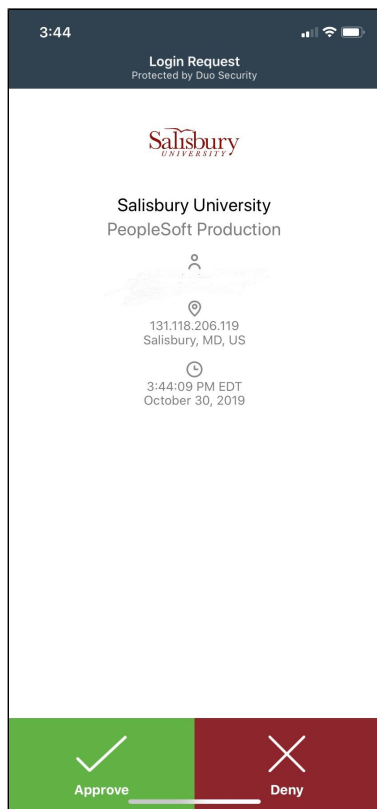 3:44
Login Request
Protected by Duo Security
Salisbury
UNIVERSITY
Salisbury University
PeopleSoft Production
131.118.206.119
Salisbury, MD, US
3:44:09 PM EDT
October 30, 2019
Approve
Deny